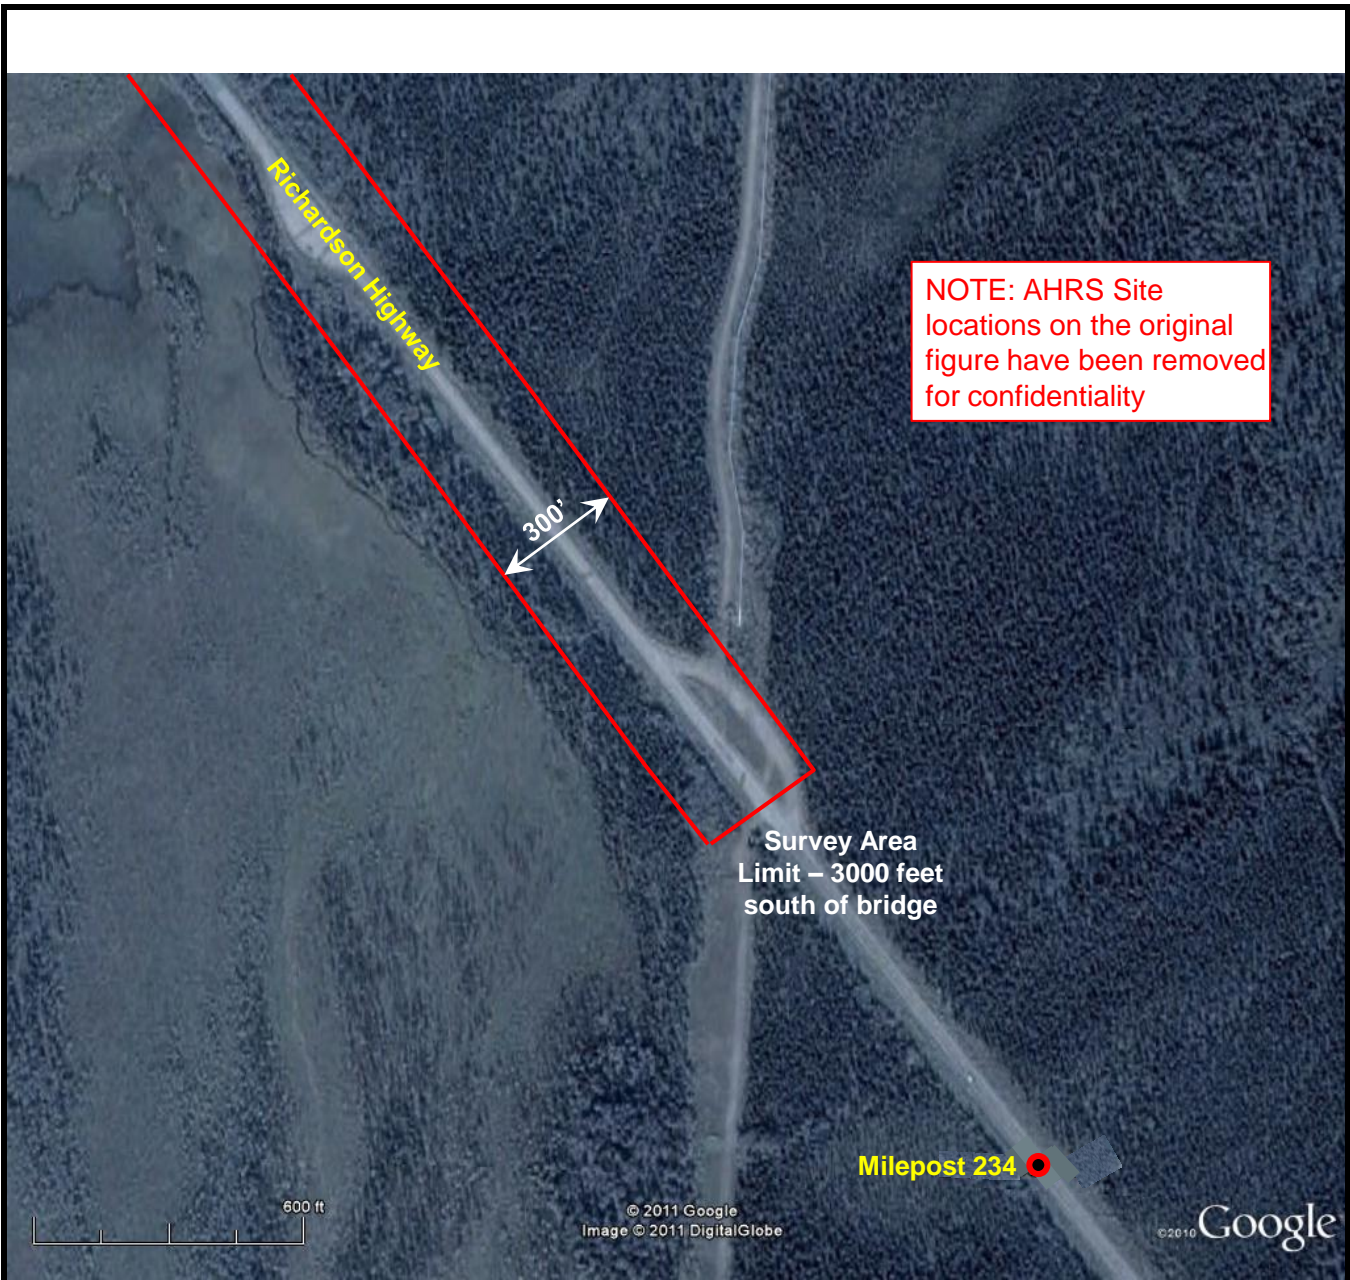 Richardson Highway
NOTE: AHRS Site
locations on the original
figure have been removed
for confidentiality
300’
Survey Area
Limit – 3000 feet
south of bridge
Milepost 234
600 ft
© 2011 Google
Image © 2011 DigitalGlobe
©2010 Google